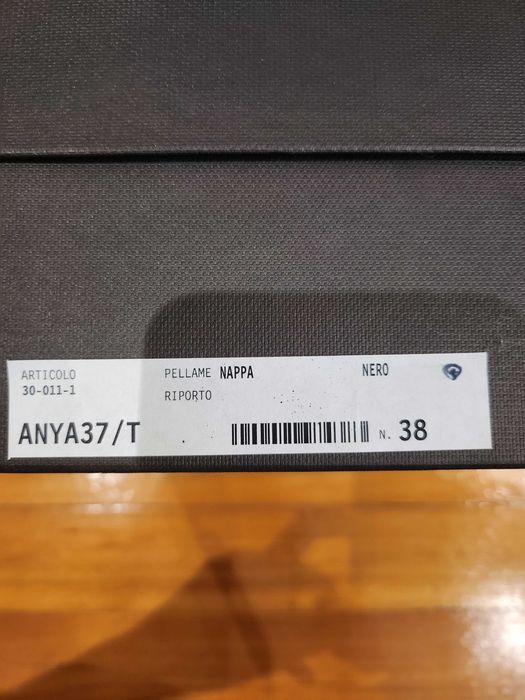 ARTICOLO
30-011-1
PELLAME NAPPA NERO
RIPORTO
ANYA37/T
N. 38